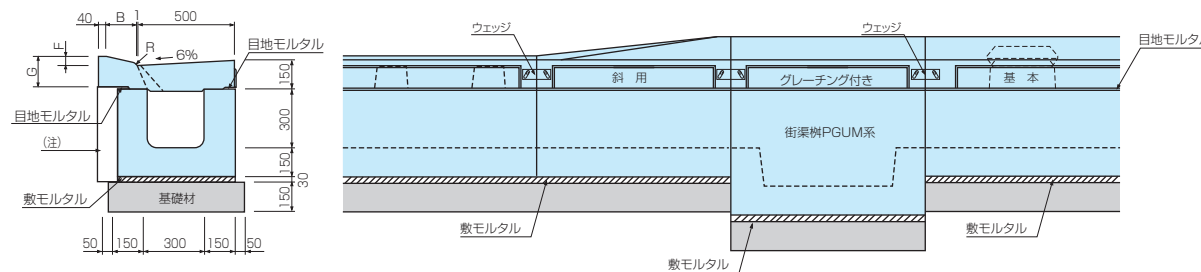 40 B 1 500
F
R
6%
目地モルタル
G
150
目地モルタル
300
(注)
150
30
敷モルタル
基礎材
150
50 150 300 150 50
ウェッジ
ウェッジ
目地モルタル
斜用
グレーチング付き
基本
街渠桝PGUM系
敷モルタル
敷モルタル
敷モルタル